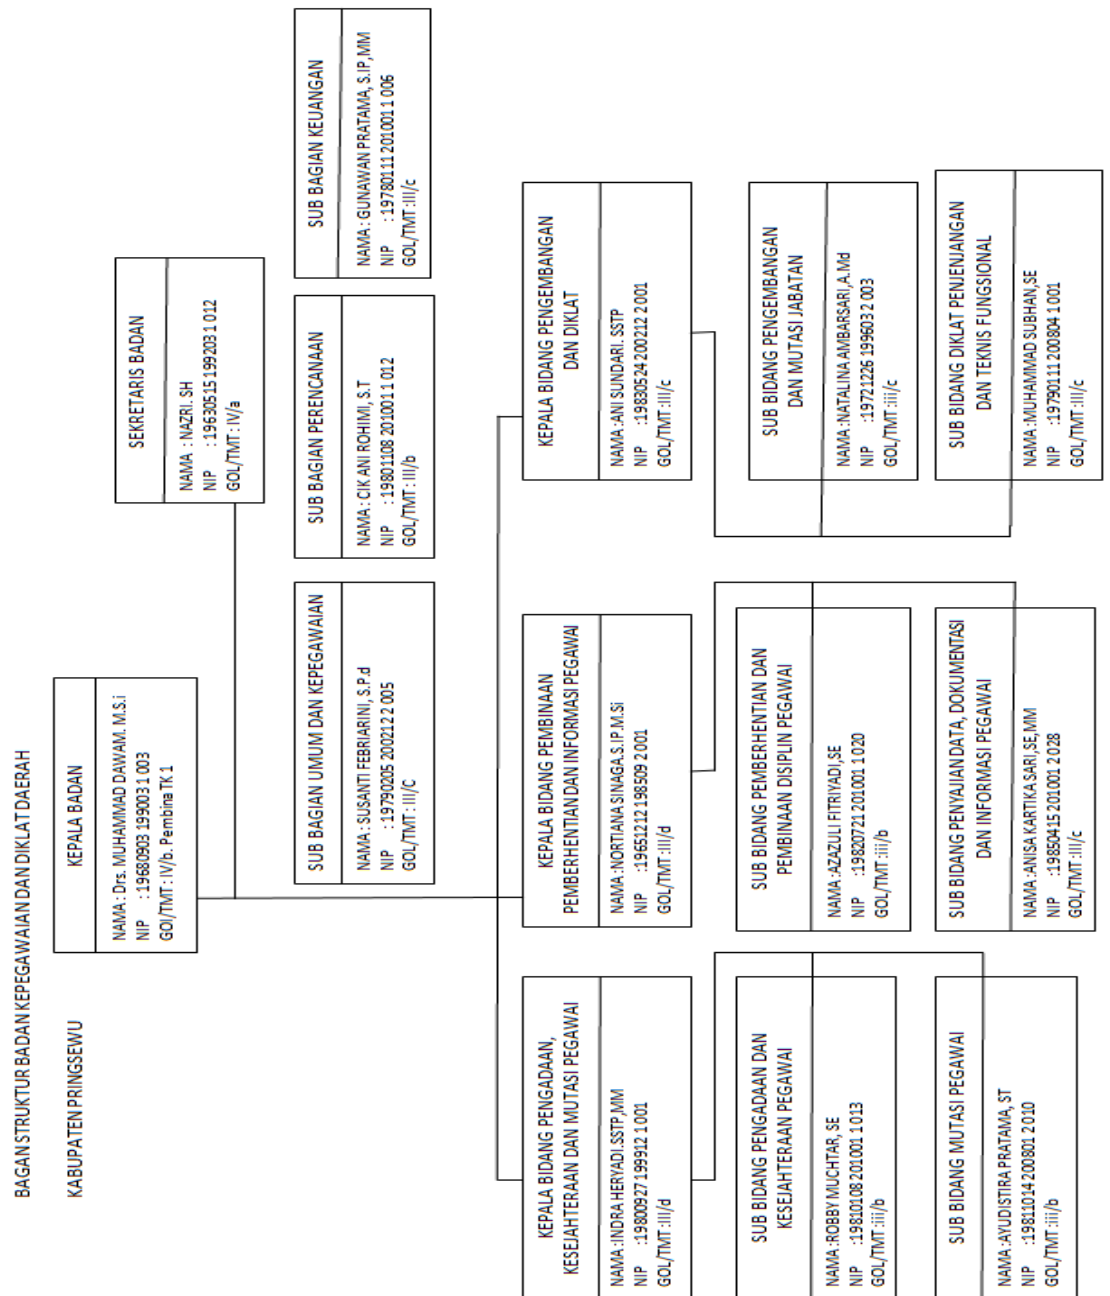 BAGAN STRUKTUR BADAN KEPEGAWAIAN DAN DIKLAT DAERAH
KABUPATEN PRINGSEWU
KEPALA BADAN
NAMA : Drs. MUHAMMAD DAWAM. M.S.i
NIP : 19680903 199003 1 003
GOl/TMT : IV/b. Pembina TK 1
SEKRETARIS BADAN
NAMA : NAZRI. SH
NIP : 19630515 199203 1 012
GOL/TMT : IV/a
SUB BAGIAN UMUM DAN KEPEGAWAIAN
NAMA : SUSANTI FEBRIARINI, S.P.d
NIP : 19790205 200212 2 005
GOL/TMT : III/C
SUB BAGIAN PERENCANAAN
NAMA : CIK ANI ROHIMI, S.T
NIP : 19801108 201001 1 012
GOL/TMT : III/b
SUB BAGIAN KEUANGAN
NAMA : GUNAWAN PRATAMA, S.IP,MM
NIP : 19780111 201001 1 006
GOL/TMT :III/c
KEPALA BIDANG PENGADAAN,
KESEJAHTERAAN DAN MUTASI PEGAWAI
NAMA :INDRA HERYADI.SSTP,MM
NIP :19800927 199912 1 001
GOL/TMT:III/d
KEPALA BIDANG PEMBINAAN
PEMBERHENTIAN DAN INFORMASI PEGAWAI
NAMA:NORTIANA SINAGA.S.IP.M.Si
NIP :19651212 198509 2 001
GOL/TMT:III/d
KEPALA BIDANG PENGEMBANGAN
DAN DIKLAT
NAMA:ANI SUNDARI. SSTP
NIP :19830524 200212 2 001
GOL/TMT:III/c
SUB BIDANG PENGADAAN DAN
KESEJAHTERAAN PEGAWAI
NAMA :ROBBY MUCHTAR, SE
NIP :19810108 201001 1 013
GOL/TMT:iii/b
SUB BIDANG PEMBERHENTIAN DAN
PEMBINAAN DISIPLIN PEGAWAI
NAMA:AZAZULI FITRIYADI,SE
NIP :19820721 201001 1 020
GOL/TMT:iii/b
SUB BIDANG PENGEMBANGAN
DAN MUTASI JABATAN
NAMA:NATALINA AMBARSARI,A.Md
NIP :19721226 199603 2 003
GOL/TMT:iii/c
SUB BIDANG MUTASI PEGAWAI
NAMA :AYUDISTIRA PRATAMA, ST
NIP :19811014 200801 2 010
GOL/TMT:iii/b
SUB BIDANG PENYAJIAN DATA, DOKUMENTASI
DAN INFORMASI PEGAWAI
NAMA:ANISA KARTIKA SARI,SE,MM
NIP :19850415 201001 2 028
GOL/TMT:III/c
SUB BIDANG DIKLAT PENJENJANGAN
DAN TEKNIS FUNGSIONAL
NAMA:MUHAMMAD SUBHAN,SE
NIP :19790111 200804 1 001
GOL/TMT:III/c